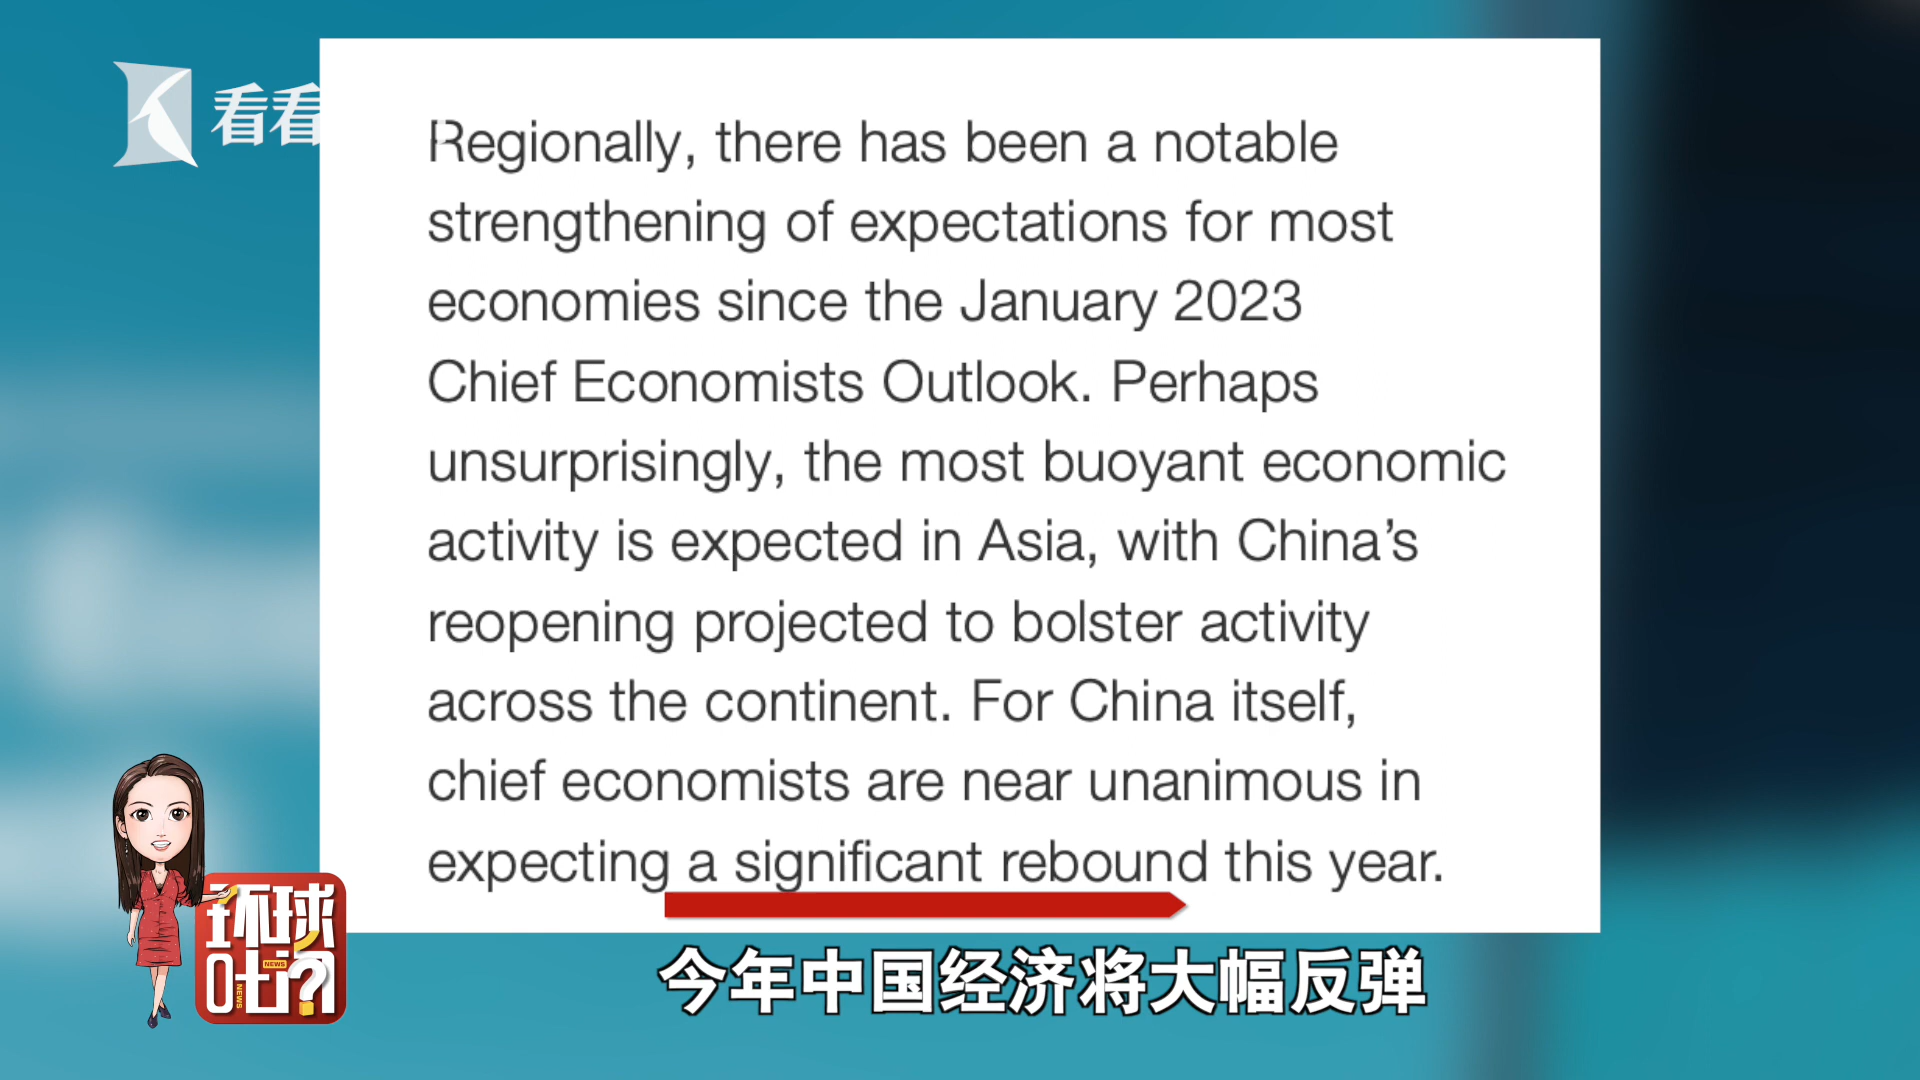 看看
Regionally, there has been a notable
strengthening of expectations for most
economies since the January 2023
Chief Economists Outlook. Perhaps
unsurprisingly, the most buoyant economic
activity is expected in Asia, with China’s
reopening projected to bolster activity
across the continent. For China itself,
chief economists are near unanimous in
expecting a significant rebound this year.
环球
NEWS
NEWS
今年中国经济将大幅反弹